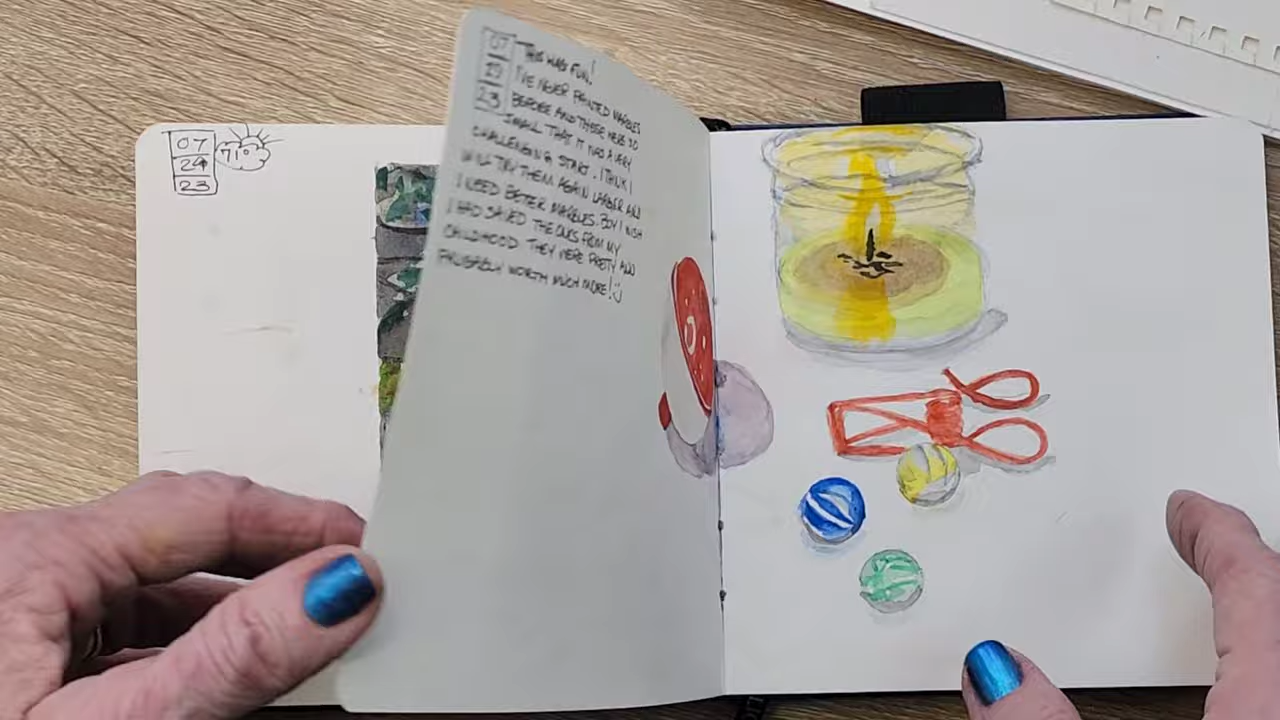 07
24
23
71°
07
29
23
THIS WAS FUN!
I'VE NEVER PAINTED MARBLES
BEFORE AND THESE WERE SO
SMALL THAT IT WAS A VERY
CHALLENGING START. I THINK I
WILL TRY THEM AGAIN LARGER AND
I NEED BETTER MARBLES. BOY I WISH
I HAD SAVED THE ONES FROM MY
CHILDHOOD THEY WERE PRETTY AND
PROBABLY WORTH MUCH MORE!